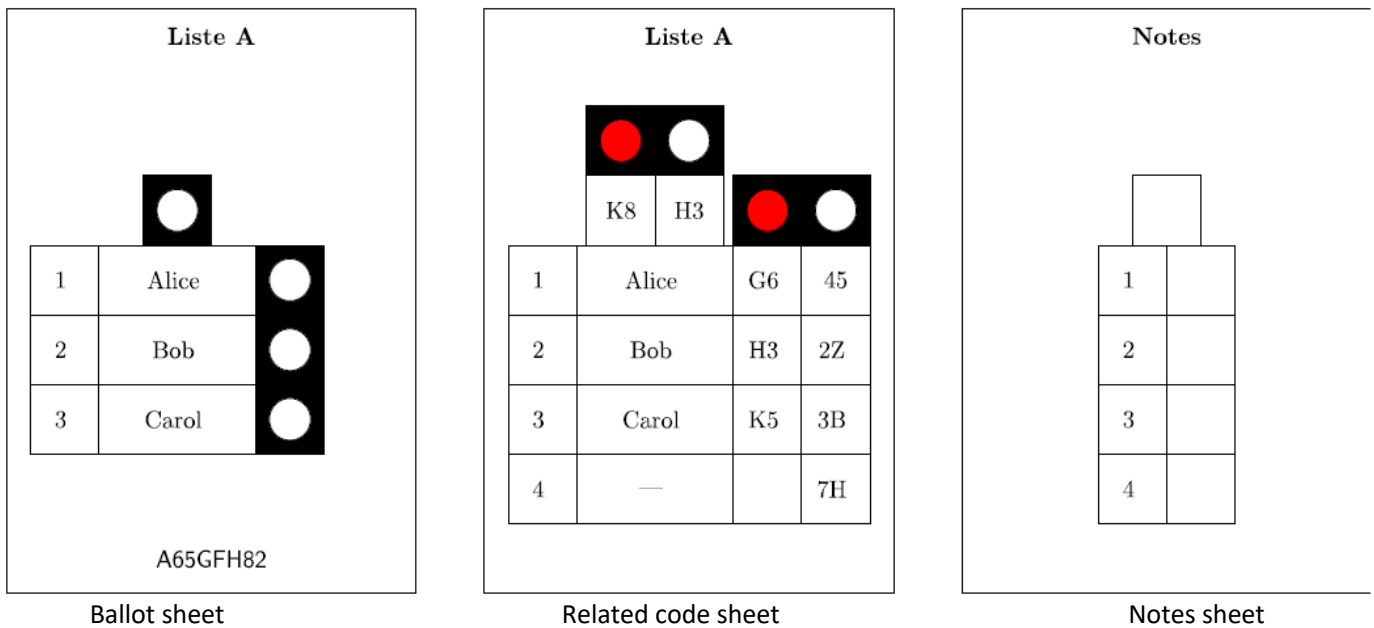 Liste A
1 Alice
2 Bob
3 Carol
A65GFH82
Ballot sheet
Liste A
K8 H3
1 Alice G6 45
2 Bob H3 2Z
3 Carol K5 3B
4 — 7H
Related code sheet
Notes
1
2
3
4
Notes sheet